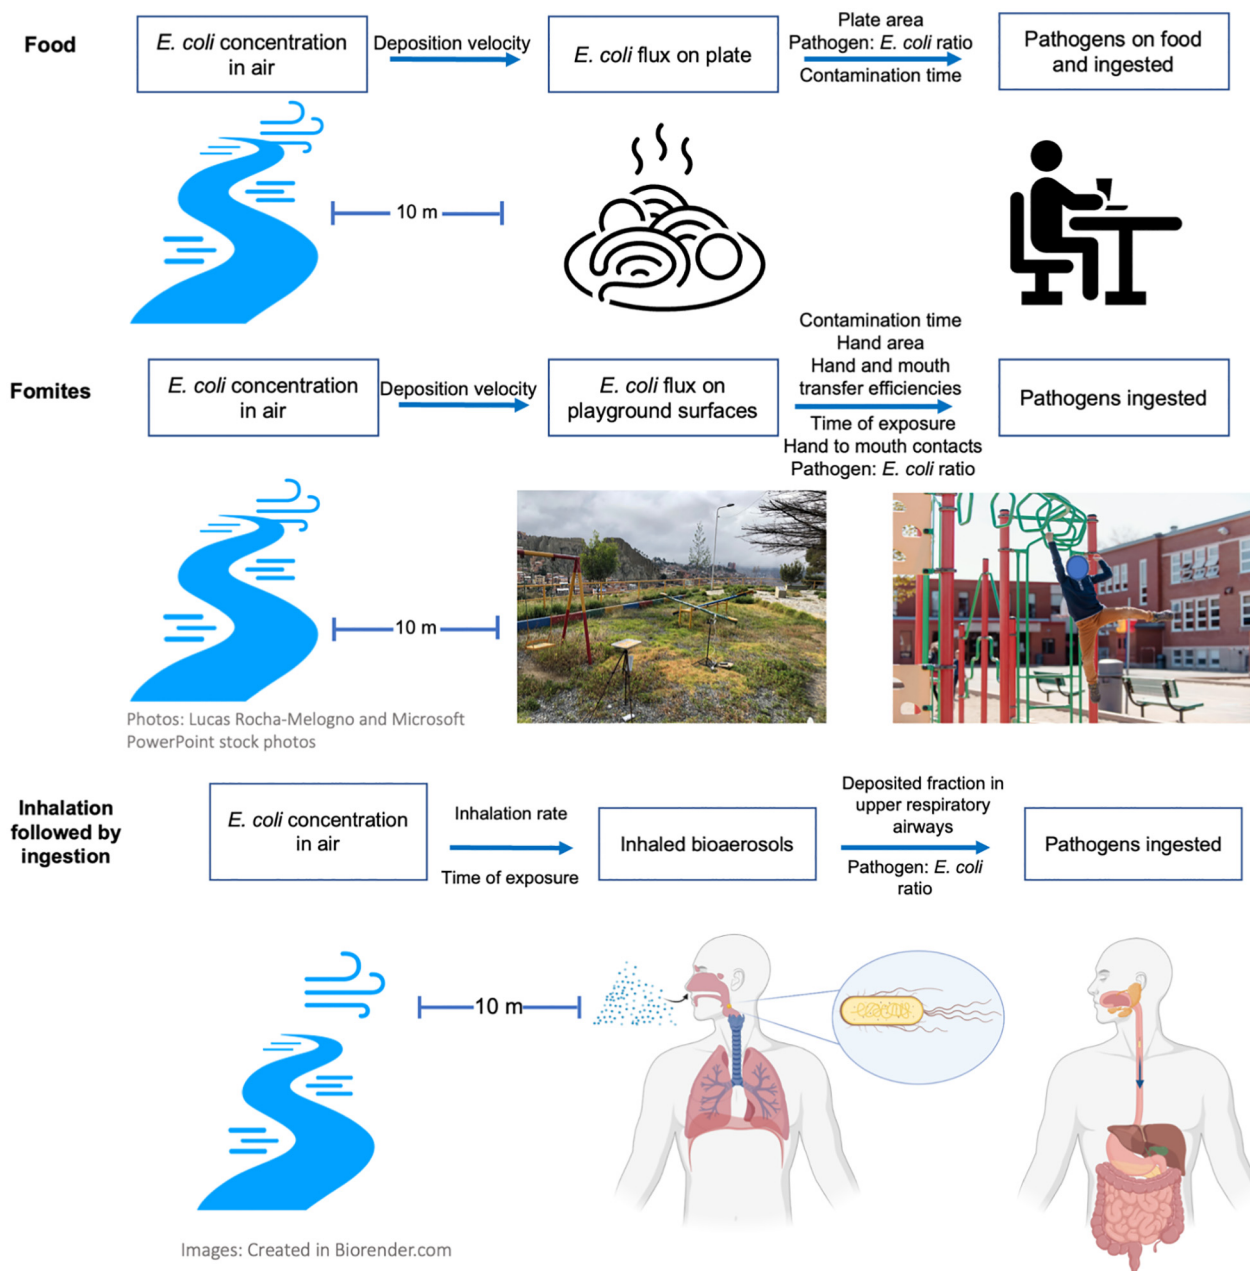 Food
E. coli concentration
in air
Deposition velocity
E. coli flux on plate
Plate area
Pathogen: E. coli ratio
Contamination time
Pathogens on food
and ingested
10 m
Fomites
E. coli concentration
in air
Deposition velocity
E. coli flux on
playground surfaces
Contamination time
Hand area
Hand and mouth
transfer efficiencies
Time of exposure
Hand to mouth contacts
Pathogen: E. coli ratio
Pathogens ingested
10 m
Photos: Lucas Rocha-Melogno and Microsoft
PowerPoint stock photos
Inhalation
followed by
ingestion
E. coli concentration
in air
Inhalation rate
Time of exposure
Inhaled bioaerosols
Deposited fraction in
upper respiratory
airways
Pathogen: E. coli
ratio
Pathogens ingested
10 m
Images: Created in Biorender.com